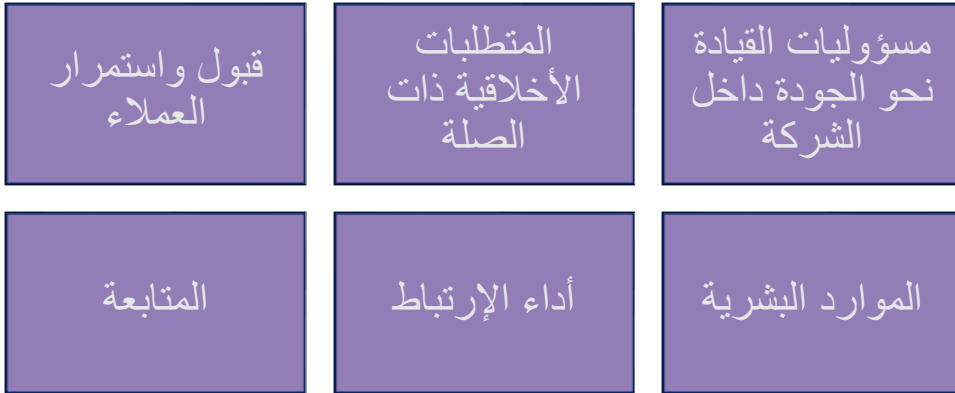 مسؤوليات القيادة
نحو الجودة داخل
الشركة
المتطلبات
الأخلاقية ذات
الصلة
قبول واستمرار
العملاء
الموارد البشرية
أداء الإرتباط
المتابعة